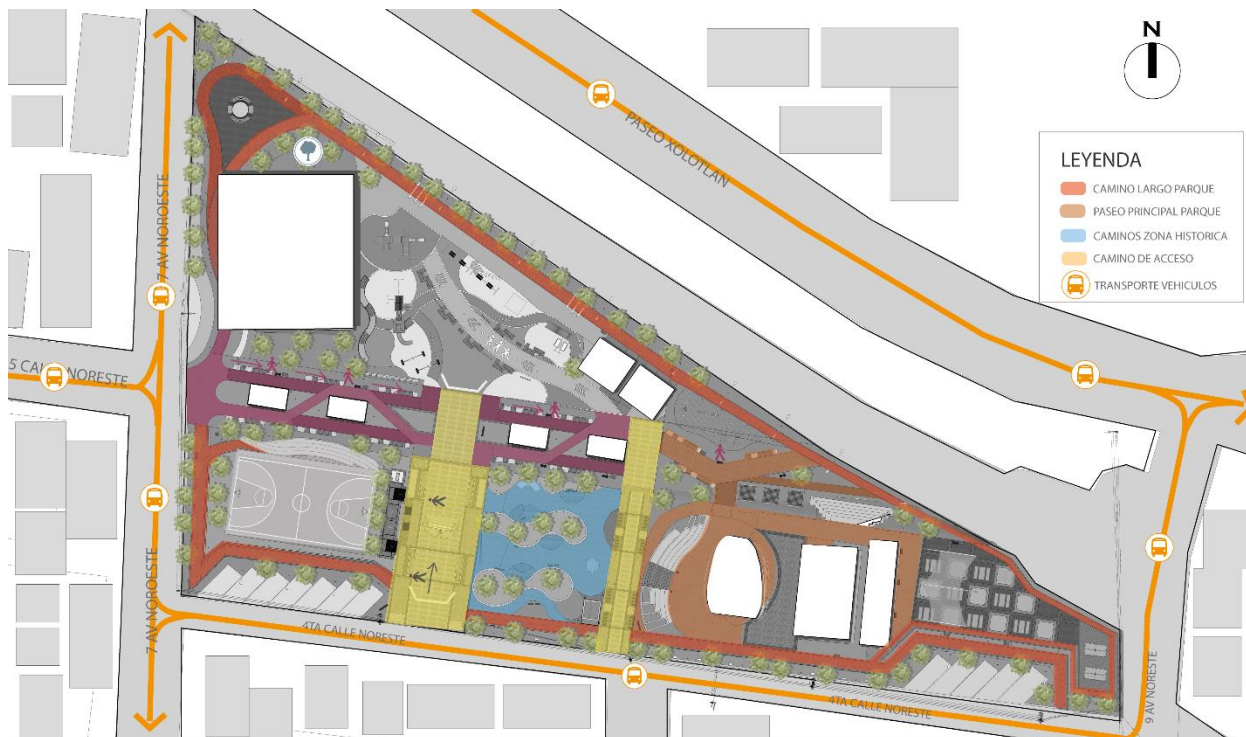 N
PASEO XOLOTLAN
LEYENDA
CAMINO LARGO PARQUE
PASEO PRINCIPAL PARQUE
CAMINOS ZONA HISTORICA
CAMINO DE ACCESO
TRANSPORTE VEHICULOS
7 AV NOROESTE
5 CALLE NORESTE
7 AV NOROESTE
4TA CALLE NORESTE
4TA CALLE NORESTE
9 AV NORESTE